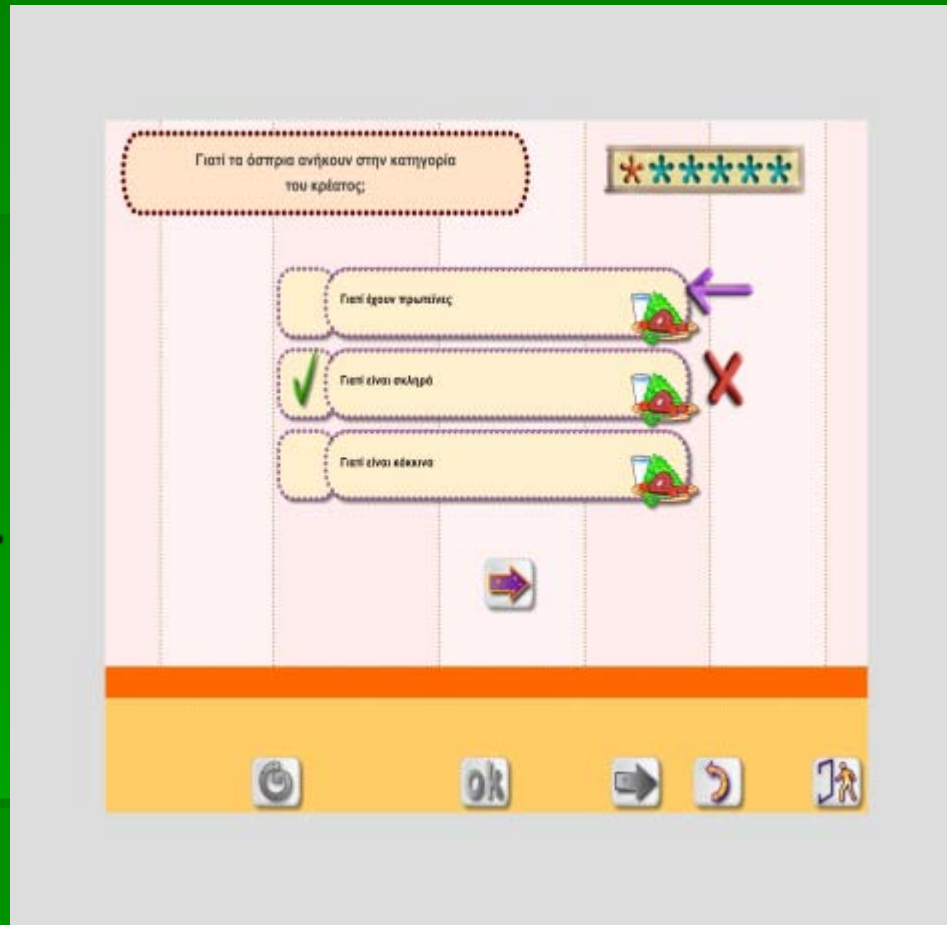 Γιατί τα όσπρια ανήκουν στην κατηγορία
του κρέατος;
Γιατί έχουν πρωτεΐνες
Γιατί είναι σκληρά
Γιατί είναι κόκκινα
ok